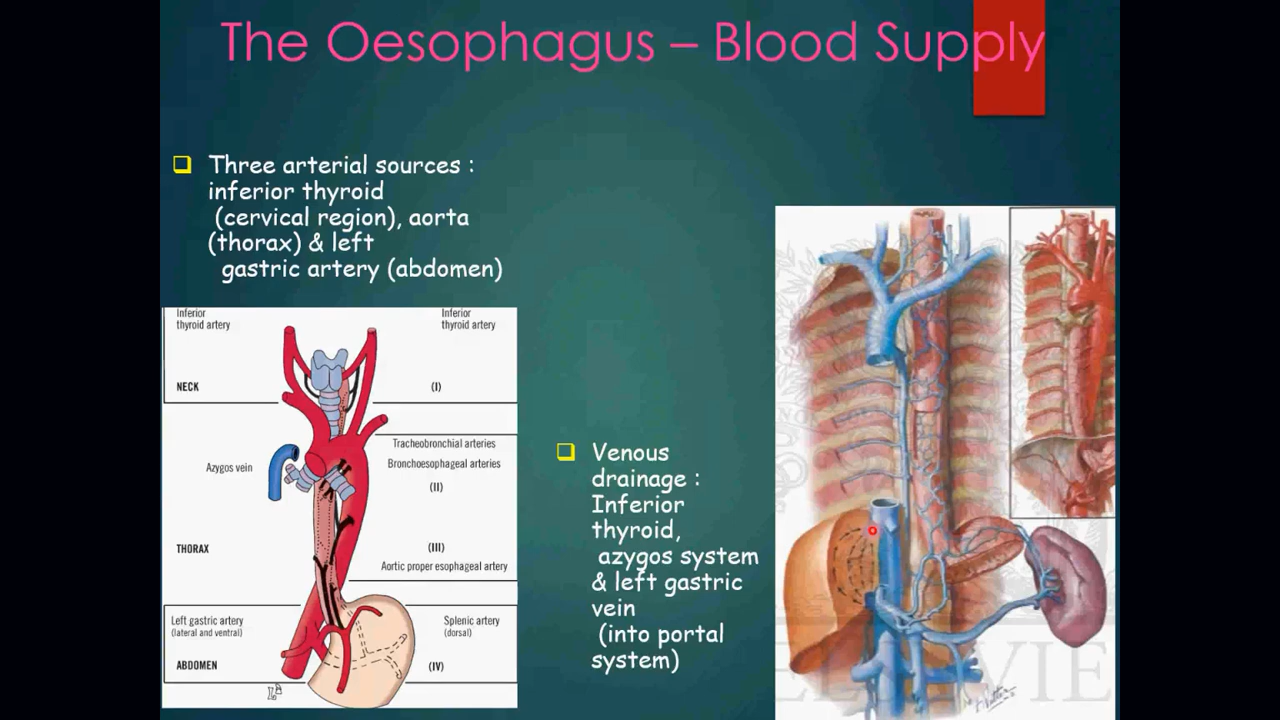 The Oesophagus – Blood Supply
Three arterial sources :
inferior thyroid
(cervical region), aorta
(thorax) & left
gastric artery (abdomen)
Inferior
thyroid artery
Inferior
thyroid artery
NECK
(I)
Tracheobronchial arteries
Azygos vein
Bronchoesophageal arteries
(II)
THORAX
(III)
Aortic proper esophageal artery
Left gastric artery
(lateral and ventral)
Splenic artery
(dorsal)
ABDOMEN
(IV)
Venous
drainage :
Inferior
thyroid,
azygos system
& left gastric
vein
(into portal
system)